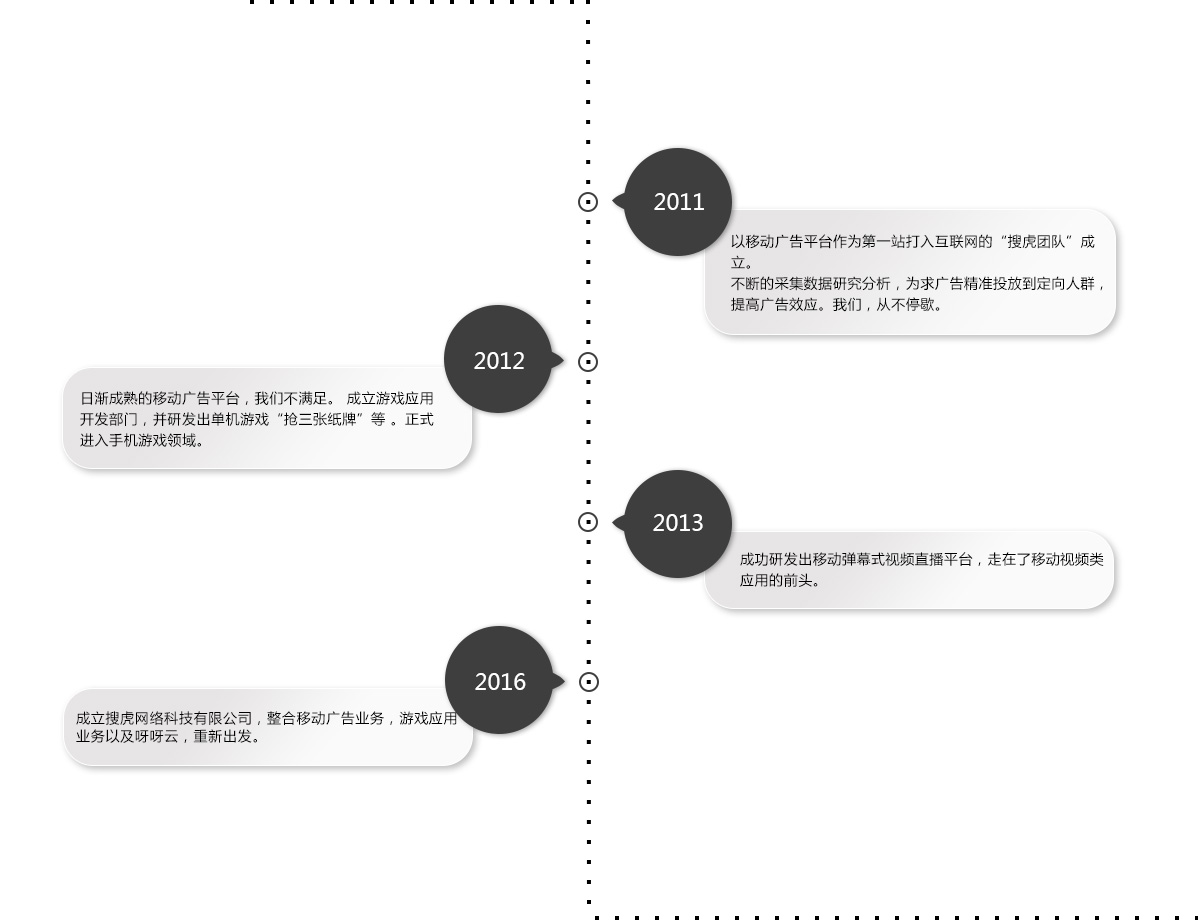 2011
以移动广告平台作为第一站打入互联网的“搜虎团队”成
立。
不断的采集数据研究分析，为求广告精准投放到定向人群，
提高广告效应。我们，从不停歇。
2012
日渐成熟的移动广告平台，我们不满足。 成立游戏应用
开发部门，并研发出单机游戏“抢三张纸牌”等 。正式
进入手机游戏领域。
2013
成功研发出移动弹幕式视频直播平台，走在了移动视频类
应用的前头。
2016
成立搜虎网络科技有限公司，整合移动广告业务，游戏应用
业务以及呀呀云，重新出发。